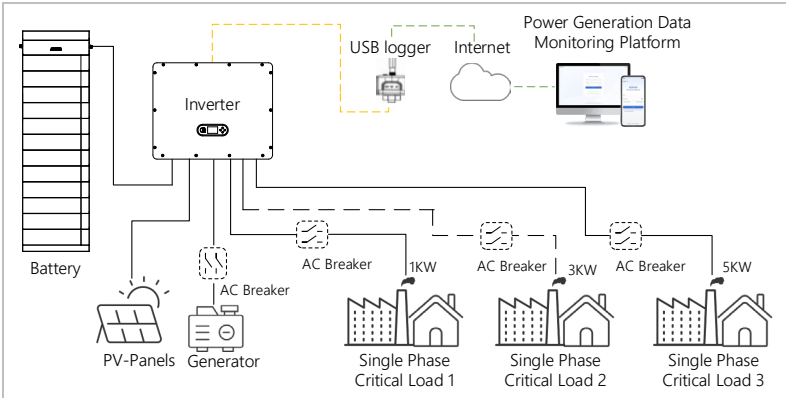 Power Generation Data
Monitoring Platform
USB logger
Internet
Inverter
Battery
AC Breaker
AC Breaker
1KW
AC Breaker
3KW
AC Breaker
5KW
PV-Panels
Generator
Single Phase
Critical Load 1
Single Phase
Critical Load 2
Single Phase
Critical Load 3